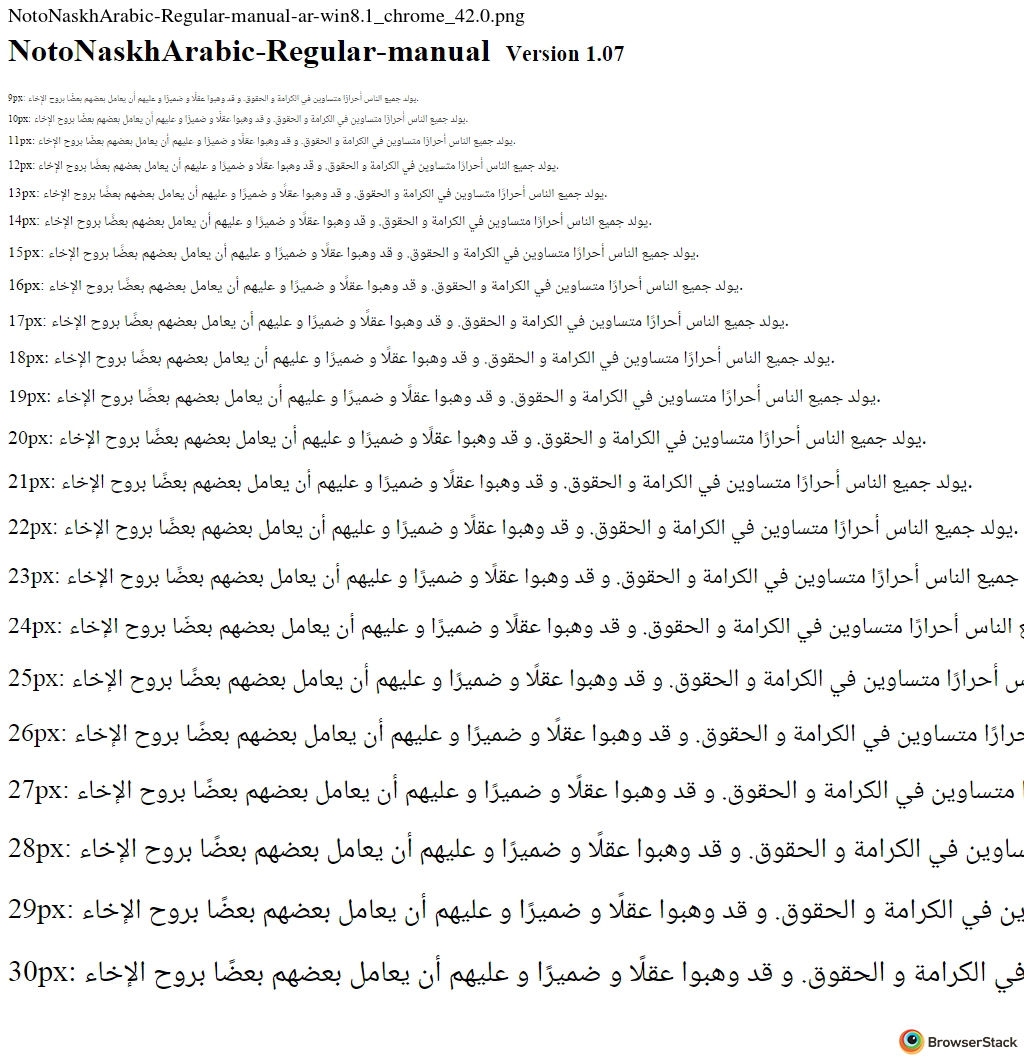 NotoNaskhArabic-Regular-manual-ar-win8.1_chrome_42.0.png
NotoNaskhArabic-Regular-manual Version 1.07
9px: يولد جميع الناس أحرارًا متساوين في الكرامة و الحقوق. و قد وهبوا عقلًا و ضميرًا و عليهم أن يعامل بعضهم بعضًا بروح الإخاء.
10px: يولد جميع الناس أحرارًا متساوين في الكرامة و الحقوق. و قد وهبوا عقلًا و ضميرًا و عليهم أن يعامل بعضهم بعضًا بروح الإخاء.
11px: يولد جميع الناس أحرارًا متساوين في الكرامة و الحقوق. و قد وهبوا عقلًا و ضميرًا و عليهم أن يعامل بعضهم بعضًا بروح الإخاء.
12px: يولد جميع الناس أحرارًا متساوين في الكرامة و الحقوق. و قد وهبوا عقلًا و ضميرًا و عليهم أن يعامل بعضهم بعضًا بروح الإخاء.
13px: يولد جميع الناس أحرارًا متساوين في الكرامة و الحقوق. و قد وهبوا عقلًا و ضميرًا و عليهم أن يعامل بعضهم بعضًا بروح الإخاء.
14px: يولد جميع الناس أحرارًا متساوين في الكرامة و الحقوق. و قد وهبوا عقلًا و ضميرًا و عليهم أن يعامل بعضهم بعضًا بروح الإخاء.
15px: يولد جميع الناس أحرارًا متساوين في الكرامة و الحقوق. و قد وهبوا عقلًا و ضميرًا و عليهم أن يعامل بعضهم بعضًا بروح الإخاء.
16px: يولد جميع الناس أحرارًا متساوين في الكرامة و الحقوق. و قد وهبوا عقلًا و ضميرًا و عليهم أن يعامل بعضهم بعضًا بروح الإخاء.
17px: يولد جميع الناس أحرارًا متساوين في الكرامة و الحقوق. و قد وهبوا عقلًا و ضميرًا و عليهم أن يعامل بعضهم بعضًا بروح الإخاء.
18px: يولد جميع الناس أحرارًا متساوين في الكرامة و الحقوق. و قد وهبوا عقلًا و ضميرًا و عليهم أن يعامل بعضهم بعضًا بروح الإخاء.
19px: يولد جميع الناس أحرارًا متساوين في الكرامة و الحقوق. و قد وهبوا عقلًا و ضميرًا و عليهم أن يعامل بعضهم بعضًا بروح الإخاء.
20px: يولد جميع الناس أحرارًا متساوين في الكرامة و الحقوق. و قد وهبوا عقلًا و ضميرًا و عليهم أن يعامل بعضهم بعضًا بروح الإخاء.
21px: يولد جميع الناس أحرارًا متساوين في الكرامة و الحقوق. و قد وهبوا عقلًا و ضميرًا و عليهم أن يعامل بعضهم بعضًا بروح الإخاء.
22px: يولد جميع الناس أحرارًا متساوين في الكرامة و الحقوق. و قد وهبوا عقلًا و ضميرًا و عليهم أن يعامل بعضهم بعضًا بروح الإخاء.
23px: جميع الناس أحرارًا متساوين في الكرامة و الحقوق. و قد وهبوا عقلًا و ضميرًا و عليهم أن يعامل بعضهم بعضًا بروح الإخاء
24px: الناس أحرارًا متساوين في الكرامة و الحقوق. و قد وهبوا عقلًا و ضميرًا و عليهم أن يعامل بعضهم بعضًا بروح الإخاء
25px: أحرارًا متساوين في الكرامة و الحقوق. و قد وهبوا عقلًا و ضميرًا و عليهم أن يعامل بعضهم بعضًا بروح الإخاء
26px: متساوين في الكرامة و الحقوق. و قد وهبوا عقلًا و ضميرًا و عليهم أن يعامل بعضهم بعضًا بروح الإخاء
27px: متساوين في الكرامة و الحقوق. و قد وهبوا عقلًا و ضميرًا و عليهم أن يعامل بعضهم بعضًا بروح الإخاء
28px: في الكرامة و الحقوق. و قد وهبوا عقلًا و ضميرًا و عليهم أن يعامل بعضهم بعضًا بروح الإخاء
29px: في الكرامة و الحقوق. و قد وهبوا عقلًا و ضميرًا و عليهم أن يعامل بعضهم بعضًا بروح الإخاء
30px: في الكرامة و الحقوق. و قد وهبوا عقلًا و ضميرًا و عليهم أن يعامل بعضهم بعضًا بروح الإخاء
BrowserStack